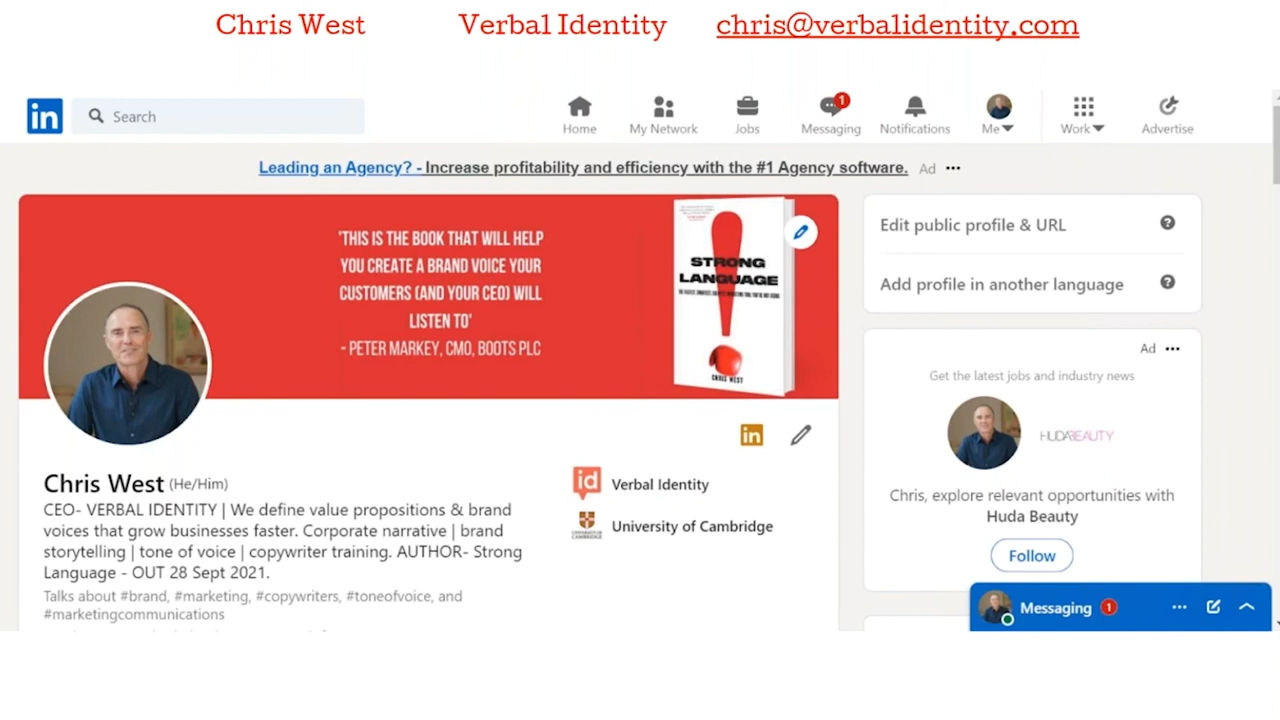 Chris West Verbal Identity chris@verbalidentity.com
in Search Home My Network Jobs 1 Messaging Notifications Me Work Advertise
Leading an Agency? - Increase profitability and efficiency with the #1 Agency software. Ad
'THIS IS THE BOOK THAT WILL HELP
YOU CREATE A BRAND VOICE YOUR
CUSTOMERS (AND YOUR CEO) WILL
LISTEN TO'
- PETER MARKEY, CMO, BOOTS PLC
STRONG
LANGUAGE
CHRIS WEST
in
Chris West (He/Him)
CEO- VERBAL IDENTITY | We define value propositions & brand
voices that grow businesses faster. Corporate narrative | brand
storytelling | tone of voice | copywriter training. AUTHOR- Strong
Language - OUT 28 Sept 2021.
Talks about #brand, #marketing, #copywriters, #toneofvoice, and
#marketingcommunications
id Verbal Identity
University of Cambridge
Edit public profile & URL
Add profile in another language
Ad
Get the latest jobs and industry news
HUDABEAUTY
Chris, explore relevant opportunities with
Huda Beauty
Follow
Messaging 1